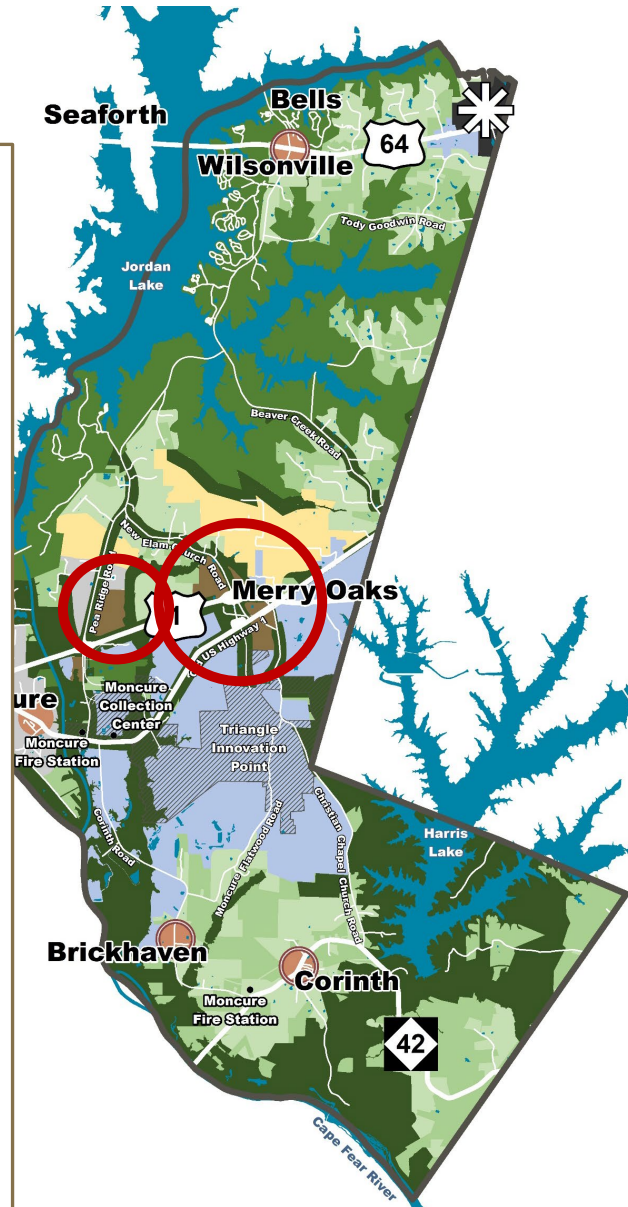 Bells
Seaforth
64
Wilsonville
Tody Goodwin Road
Jordan
Lake
Beaver Creek Road
New Elam Church Road
Pea Ridge Road
Merry Oaks
1
Old US Highway 1
ure
Moncure
Collection
Center
Moncure
Fire Station
Triangle
Innovation
Point
Corinth Road
Moncure Flatwood Road
Christian Chapel Church Road
Harris
Lake
Brickhaven
Corinth
Moncure
Fire Station
42
Cape Fear River